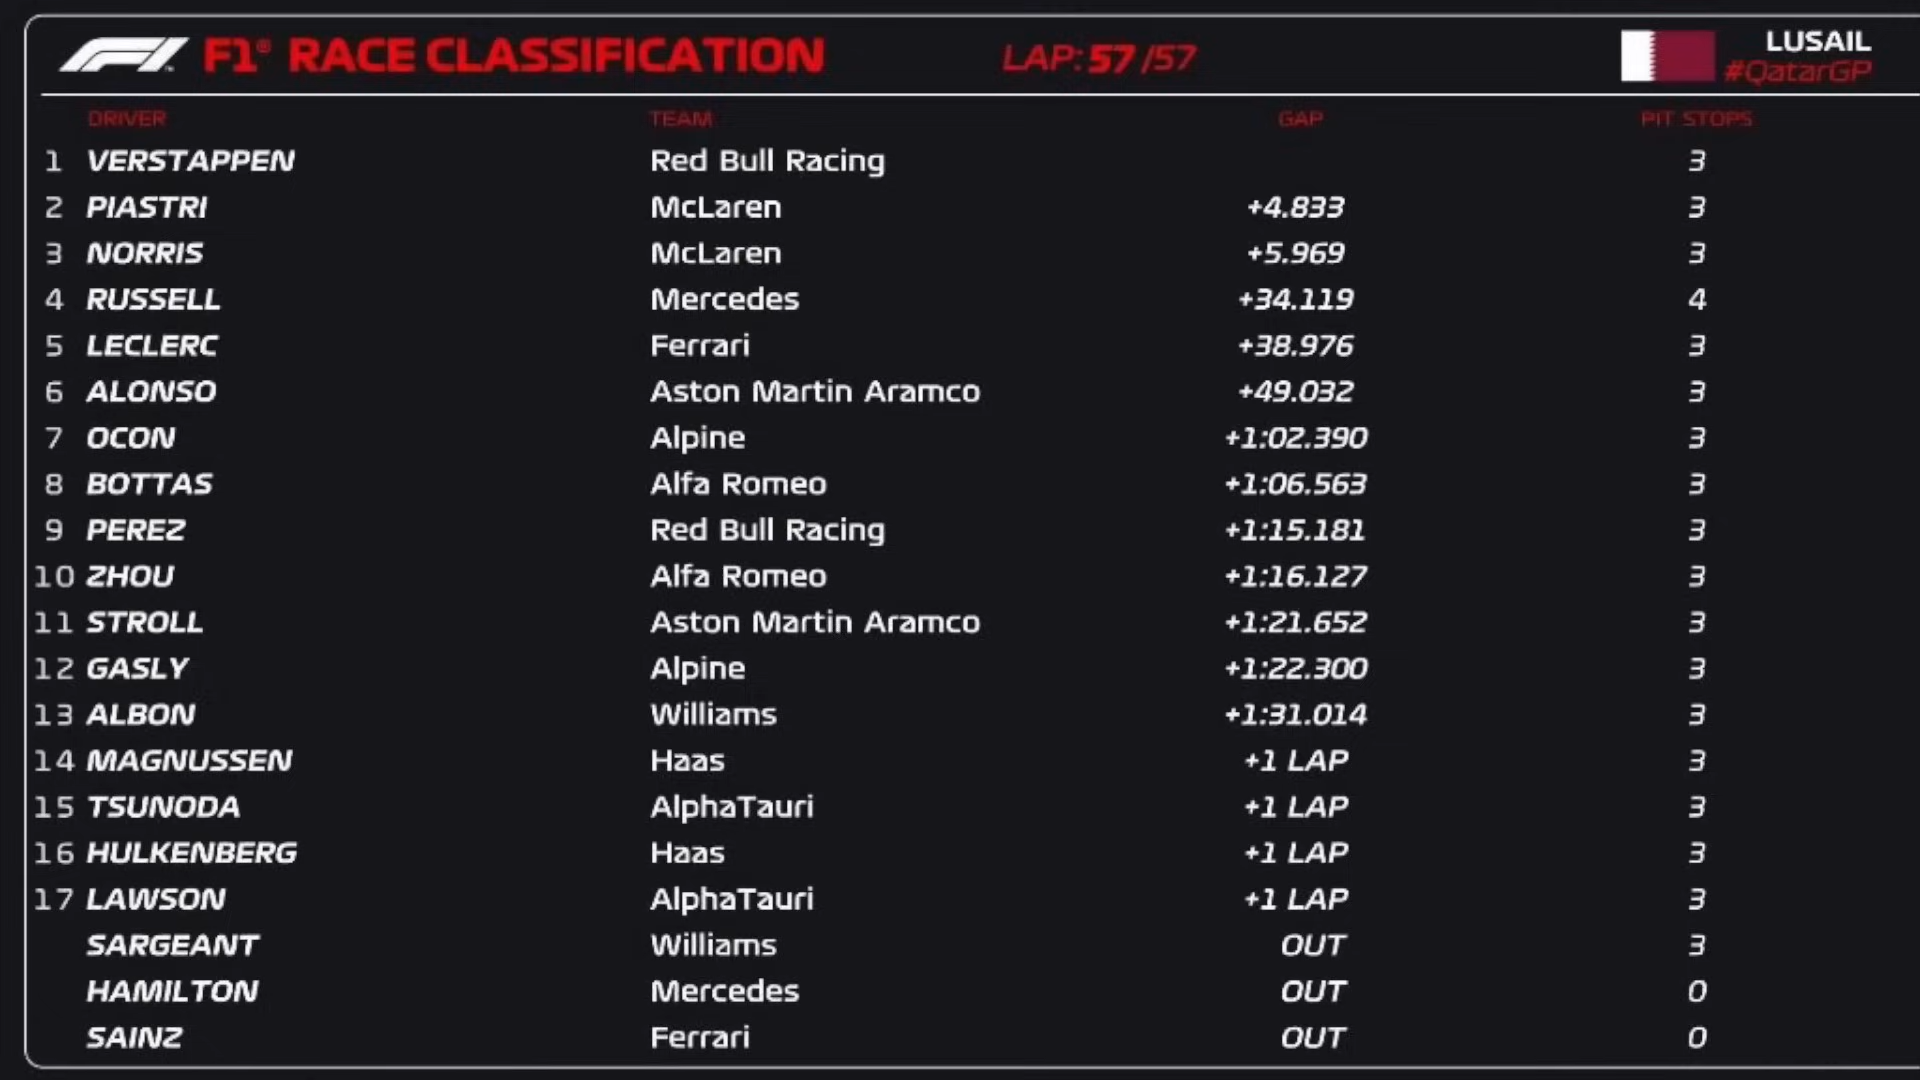 F1® RACE CLASSIFICATION LAP: 57/57 LUSAIL
#QatarGP
DRIVER TEAM GAP PIT STOPS
1 VERSTAPPEN Red Bull Racing 3
2 PIASTRI McLaren +4.833 3
3 NORRIS McLaren +5.969 3
4 RUSSELL Mercedes +34.119 4
5 LECLERC Ferrari +38.976 3
6 ALONSO Aston Martin Aramco +49.032 3
7 OCON Alpine +1:02.390 3
8 BOTTAS Alfa Romeo +1:06.563 3
9 PEREZ Red Bull Racing +1:15.181 3
10 ZHOU Alfa Romeo +1:16.127 3
11 STROLL Aston Martin Aramco +1:21.652 3
12 GASLY Alpine +1:22.300 3
13 ALBON Williams +1:31.014 3
14 MAGNUSSEN Haas +1 LAP 3
15 TSUNODA AlphaTauri +1 LAP 3
16 HULKENBERG Haas +1 LAP 3
17 LAWSON AlphaTauri +1 LAP 3
SARGEANT Williams OUT 3
HAMILTON Mercedes OUT 0
SAINZ Ferrari OUT 0